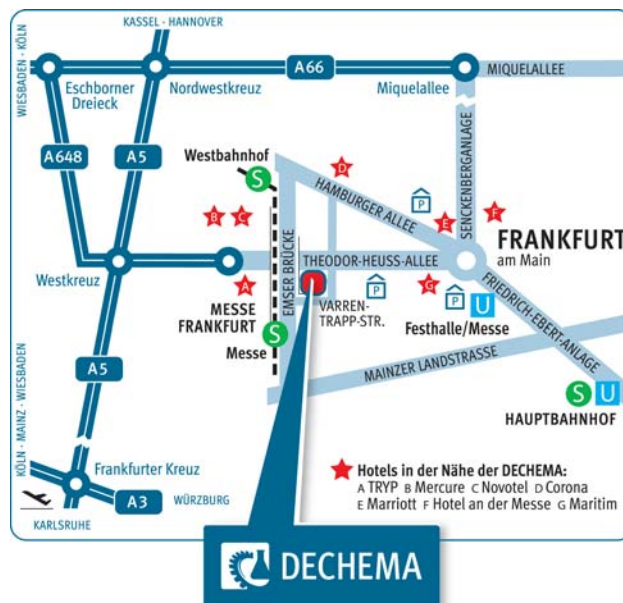 KASSEL - HANNOVER
WIESBADEN - KÖLN
A66
MIQUELALLEE
Eschborner
Dreieck
Nordwestkreuz
Miquelallee
A648
A5
Westbahnhof
S
D
HAMBURGER ALLEE
P
SENCKENBERGANLAGE
B
C
E
F
FRANKFURT
am Main
THEODOR-HEUSS-ALLEE
Westkreuz
A
EMSER BRÜCKE
P
G
P
U
MESSE
FRANKFURT
VARREN-
TRAPP-STR.
Festhalle/Messe
FRIEDRICH-EBERT-ANLAGE
S
Messe
MAINZER LANDSTRASSE
A5
S
U
HAUPTBAHNHOF
KÖLN - MAINZ - WIESBADEN
Frankfurter Kreuz
A3
WÜRZBURG
KARLSRUHE
Hotels in der Nähe der DECHEMA:
A TRYP B Mercure C Novotel D Corona
E Marriott F Hotel an der Messe G Maritim
DECHEMA